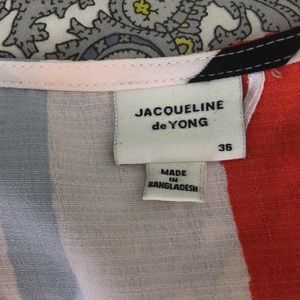 JACQUELINE
de YONG
36
MADE
IN
BANGLADESH